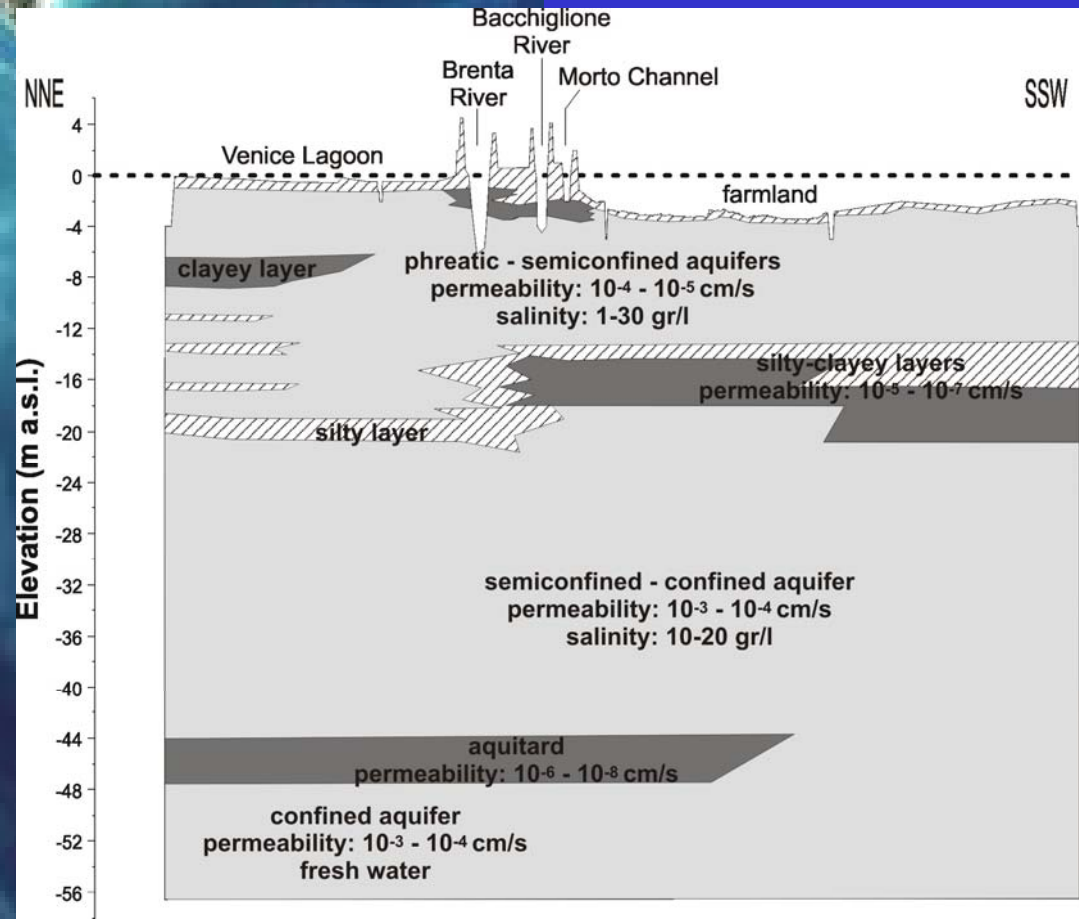 Bacchiglione
River
Brenta
River
Morto Channel
NNE
SSW
Venice Lagoon
farmland
Elevation (m a.s.l.)
4
0
-4
-8
-12
-16
-20
-24
-28
-32
-36
-40
-44
-48
-52
-56
clayey layer
phreatic - semiconfined aquifers
permeability: 10-4 - 10-5 cm/s
salinity: 1-30 gr/l
silty-clayey layers
permeability: 10-5 - 10-7 cm/s
silty layer
semiconfined - confined aquifer
permeability: 10-3 - 10-4 cm/s
salinity: 10-20 gr/l
aquitard
permeability: 10-6 - 10-8 cm/s
confined aquifer
permeability: 10-3 - 10-4 cm/s
fresh water